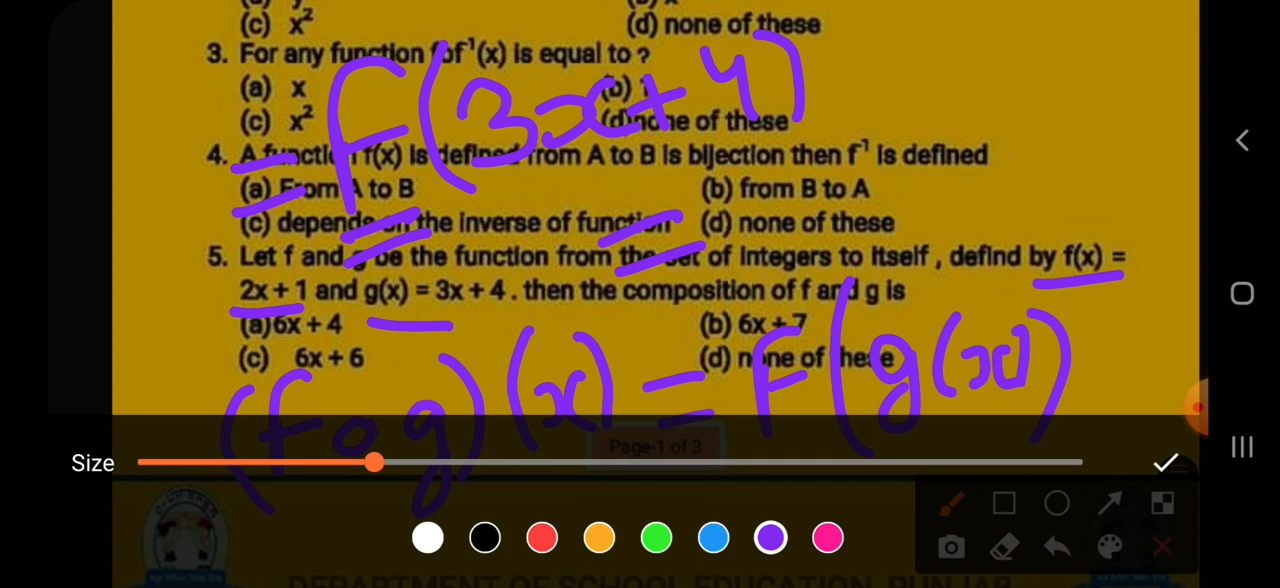 (c) x² (d) none of these
3. For any function fof⁻¹(x) is equal to ?
(a) x (b) 1
(c) x² (d) none of these
F(3x+4)
4. A function f(x) is defined from A to B is bijection then f⁻¹ is defined
= (a) From A to B (b) from B to A
(c) depends on the inverse of function (d) none of these
= =
5. Let f and g be the function from the set of integers to itself , defind by f(x) =
2x + 1 and g(x) = 3x + 4 . then the composition of f and g is
(a)6x + 4 (b) 6x + 7
(c) 6x + 6 (d) none of these
(fog)(x) = F(g(x))
Page-1 of 3
Size
DEPARTMENT OF SCHOOL EDUCATION, PUNJAB